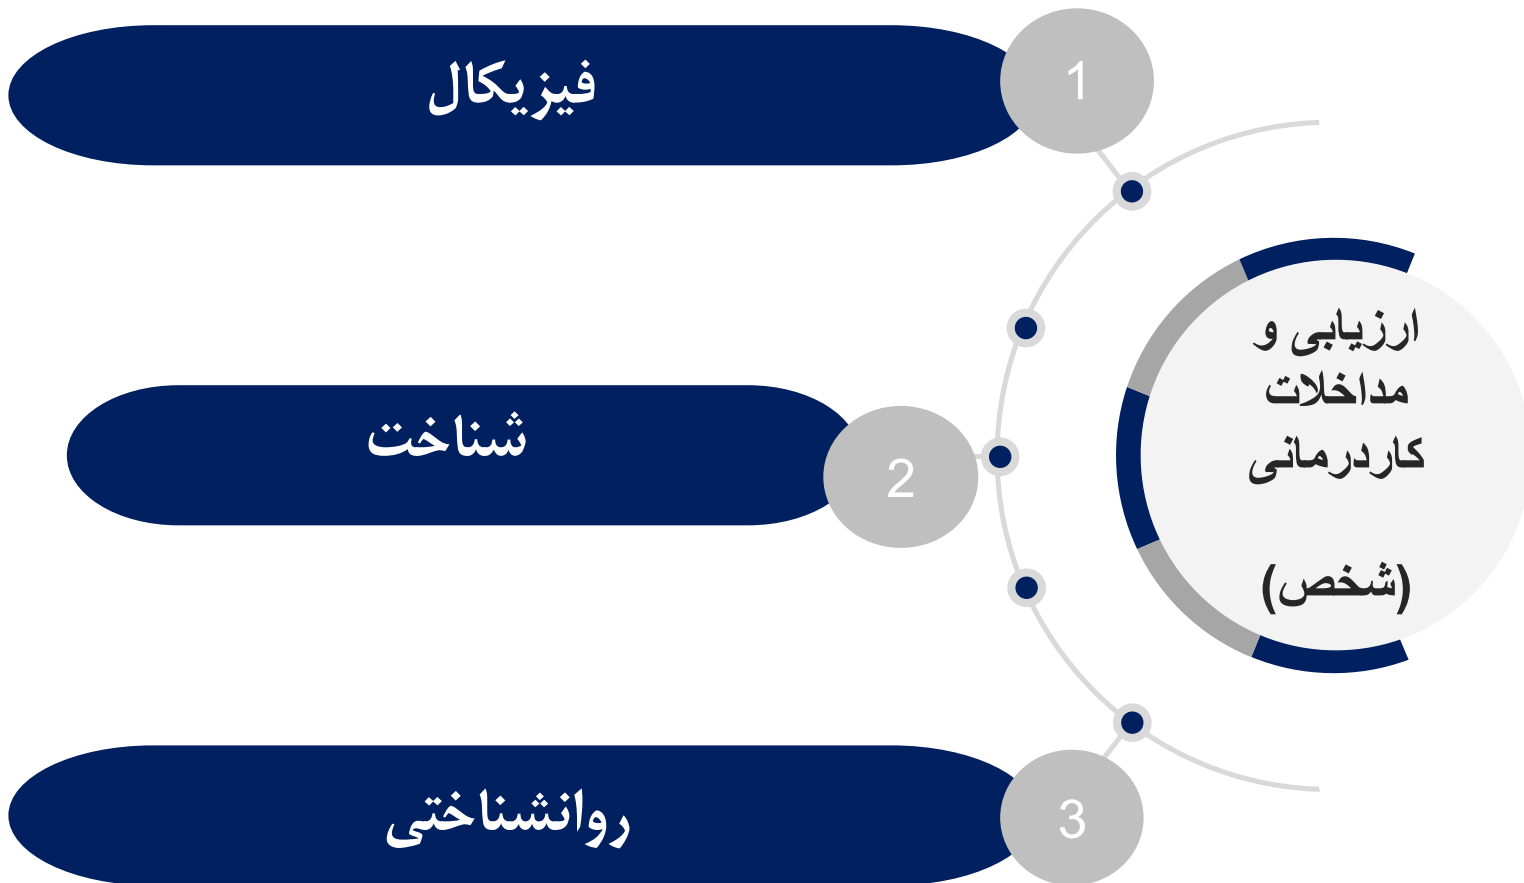 ارزیابی و
مداخلات
کاردرمانی
(شخص)
1
فیزیکال
2
شناخت
3
روانشناختی